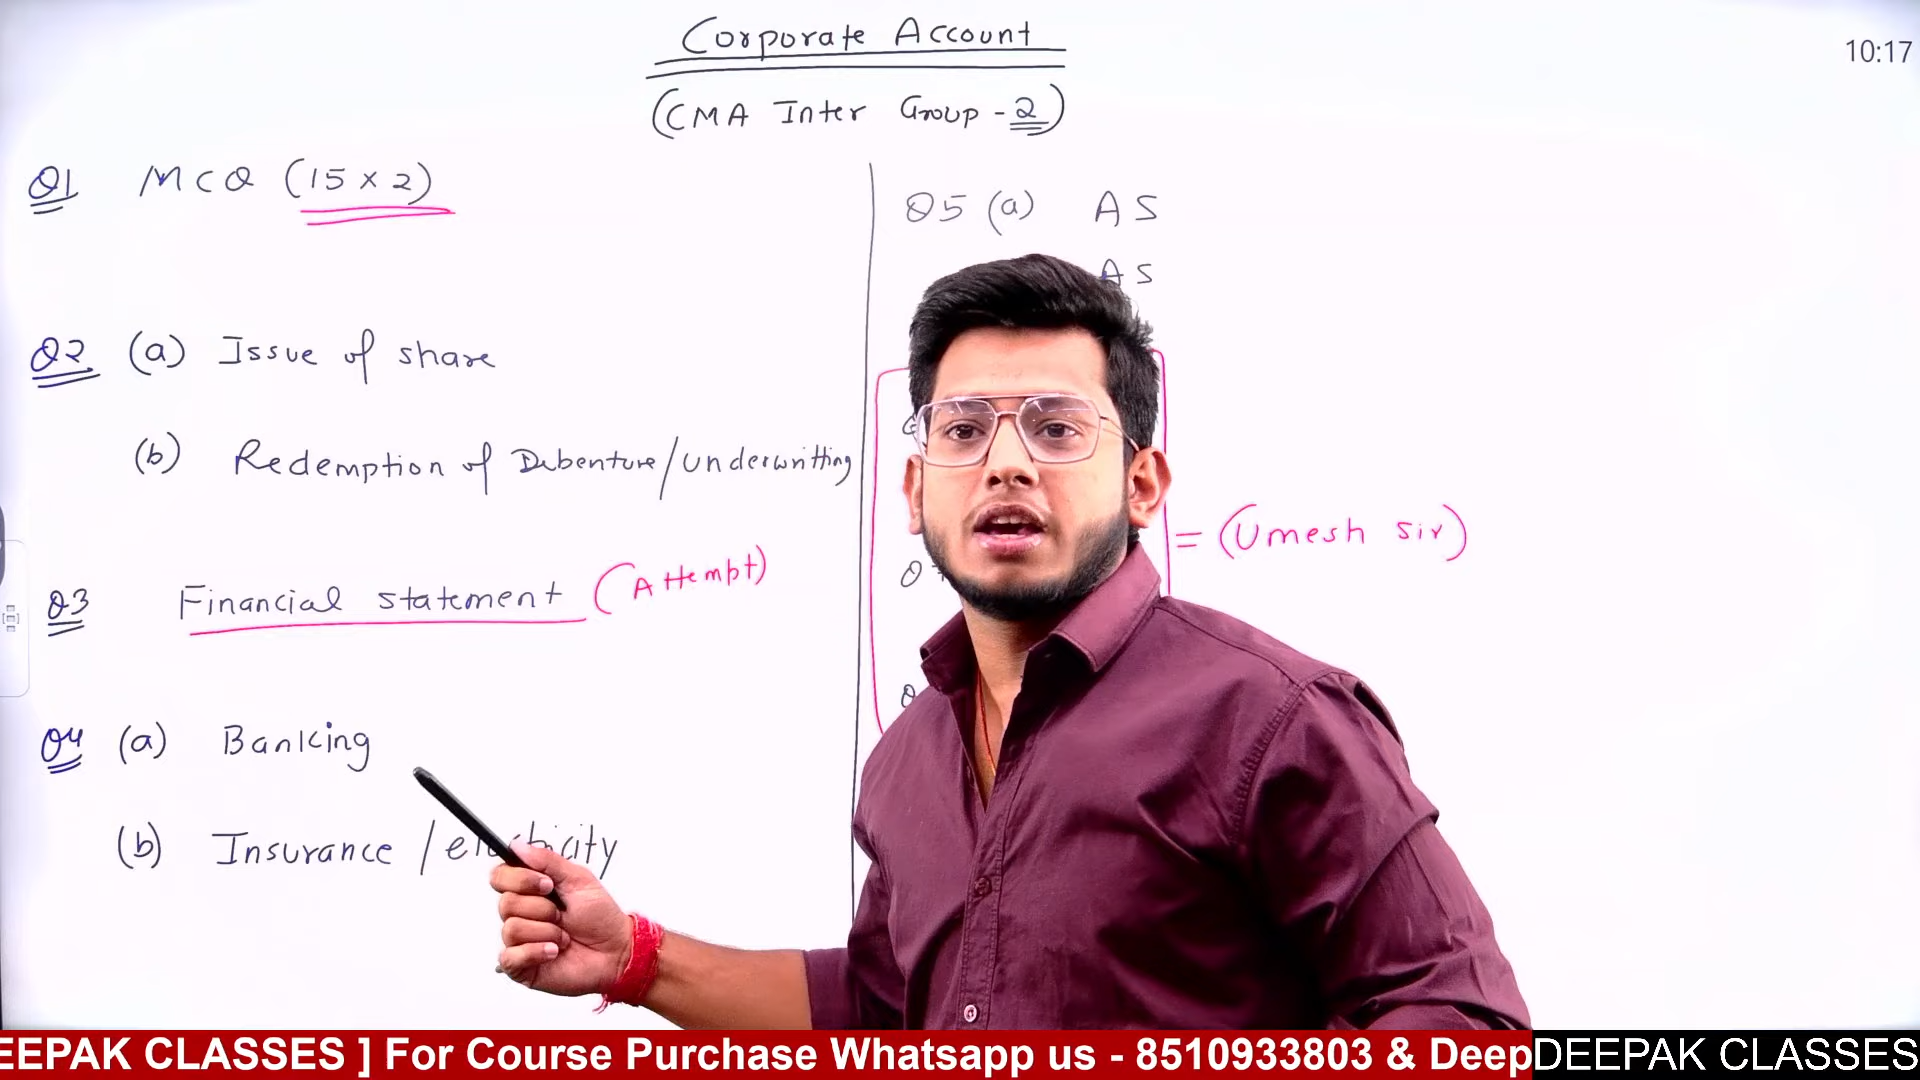 Corporate Account
(CMA Inter Group - 2)
10:17
Q1 MCQ (15 x 2)
Q2 (a) Issue of share
(b) Redemption of Debenture/underwritting
Q3 Financial statement (Attempt)
Q4 (a) Banking
(b) Insurance / electricity
Q5 (a) AS
AS
= (Umesh sir)
EEPAK CLASSES ] For Course Purchase Whatsapp us - 8510933803 & Deep
DEEPAK CLASSES